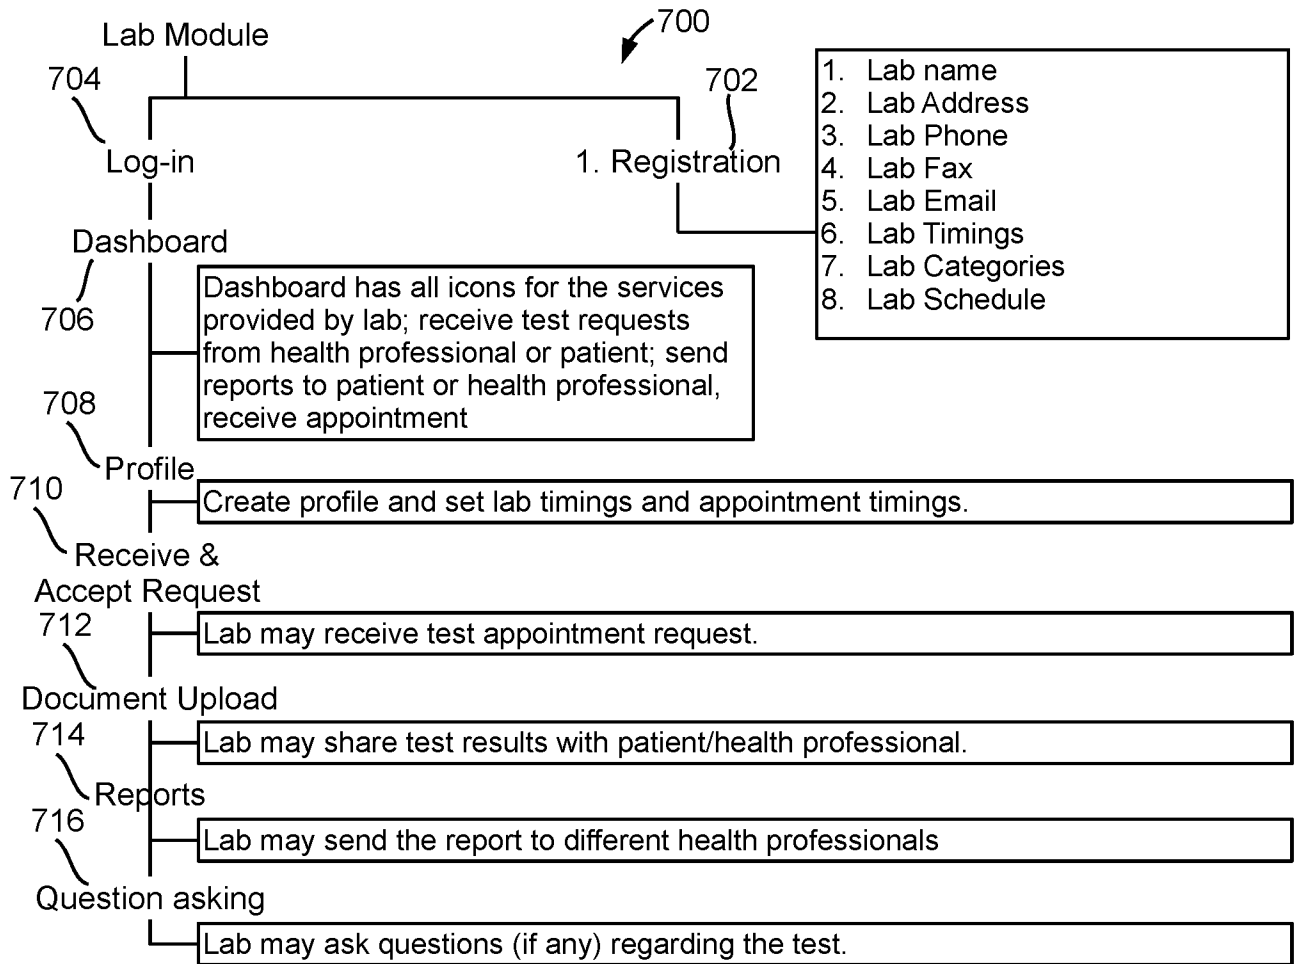 700
Lab Module
704
702
Log-in
1. Registration
1. Lab name
2. Lab Address
3. Lab Phone
4. Lab Fax
5. Lab Email
6. Lab Timings
7. Lab Categories
8. Lab Schedule
Dashboard
706
Dashboard has all icons for the services
provided by lab; receive test requests
from health professional or patient; send
reports to patient or health professional,
receive appointment
708
Profile
Create profile and set lab timings and appointment timings.
710
Receive &
Accept Request
Lab may receive test appointment request.
712
Document Upload
Lab may share test results with patient/health professional.
714
Reports
Lab may send the report to different health professionals
716
Question asking
Lab may ask questions (if any) regarding the test.